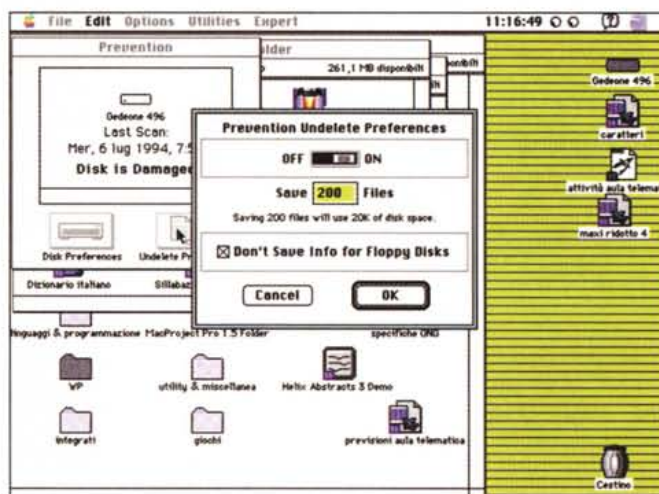 File Edit Options Utilities Expert 11:16:49
Prevention
Gedeone 496
Last Scan:
Mer, 6 lug 1994, 7:5
Disk is Damaged
Disk Preferences
Undelete Pr
older
261,1 MB disponibili
Prevention Undelete Preferences
OFF ON
Save 200 Files
Saving 200 files will use 20K of disk space.
Don't Save Info for Floppy Disks
Cancel OK
Dizionario italiano
Sillabaz
linguaggi & programmazione
MacProject Pro 1.5 Folder
specifiche ONG
WP
utility & miscellanea
Helix Abstracts 3 Demo
integrati
giochi
previsioni aula telematica
Gedeone 496
caratteri
attività aula telema
maxi ridotto 4
Cestino